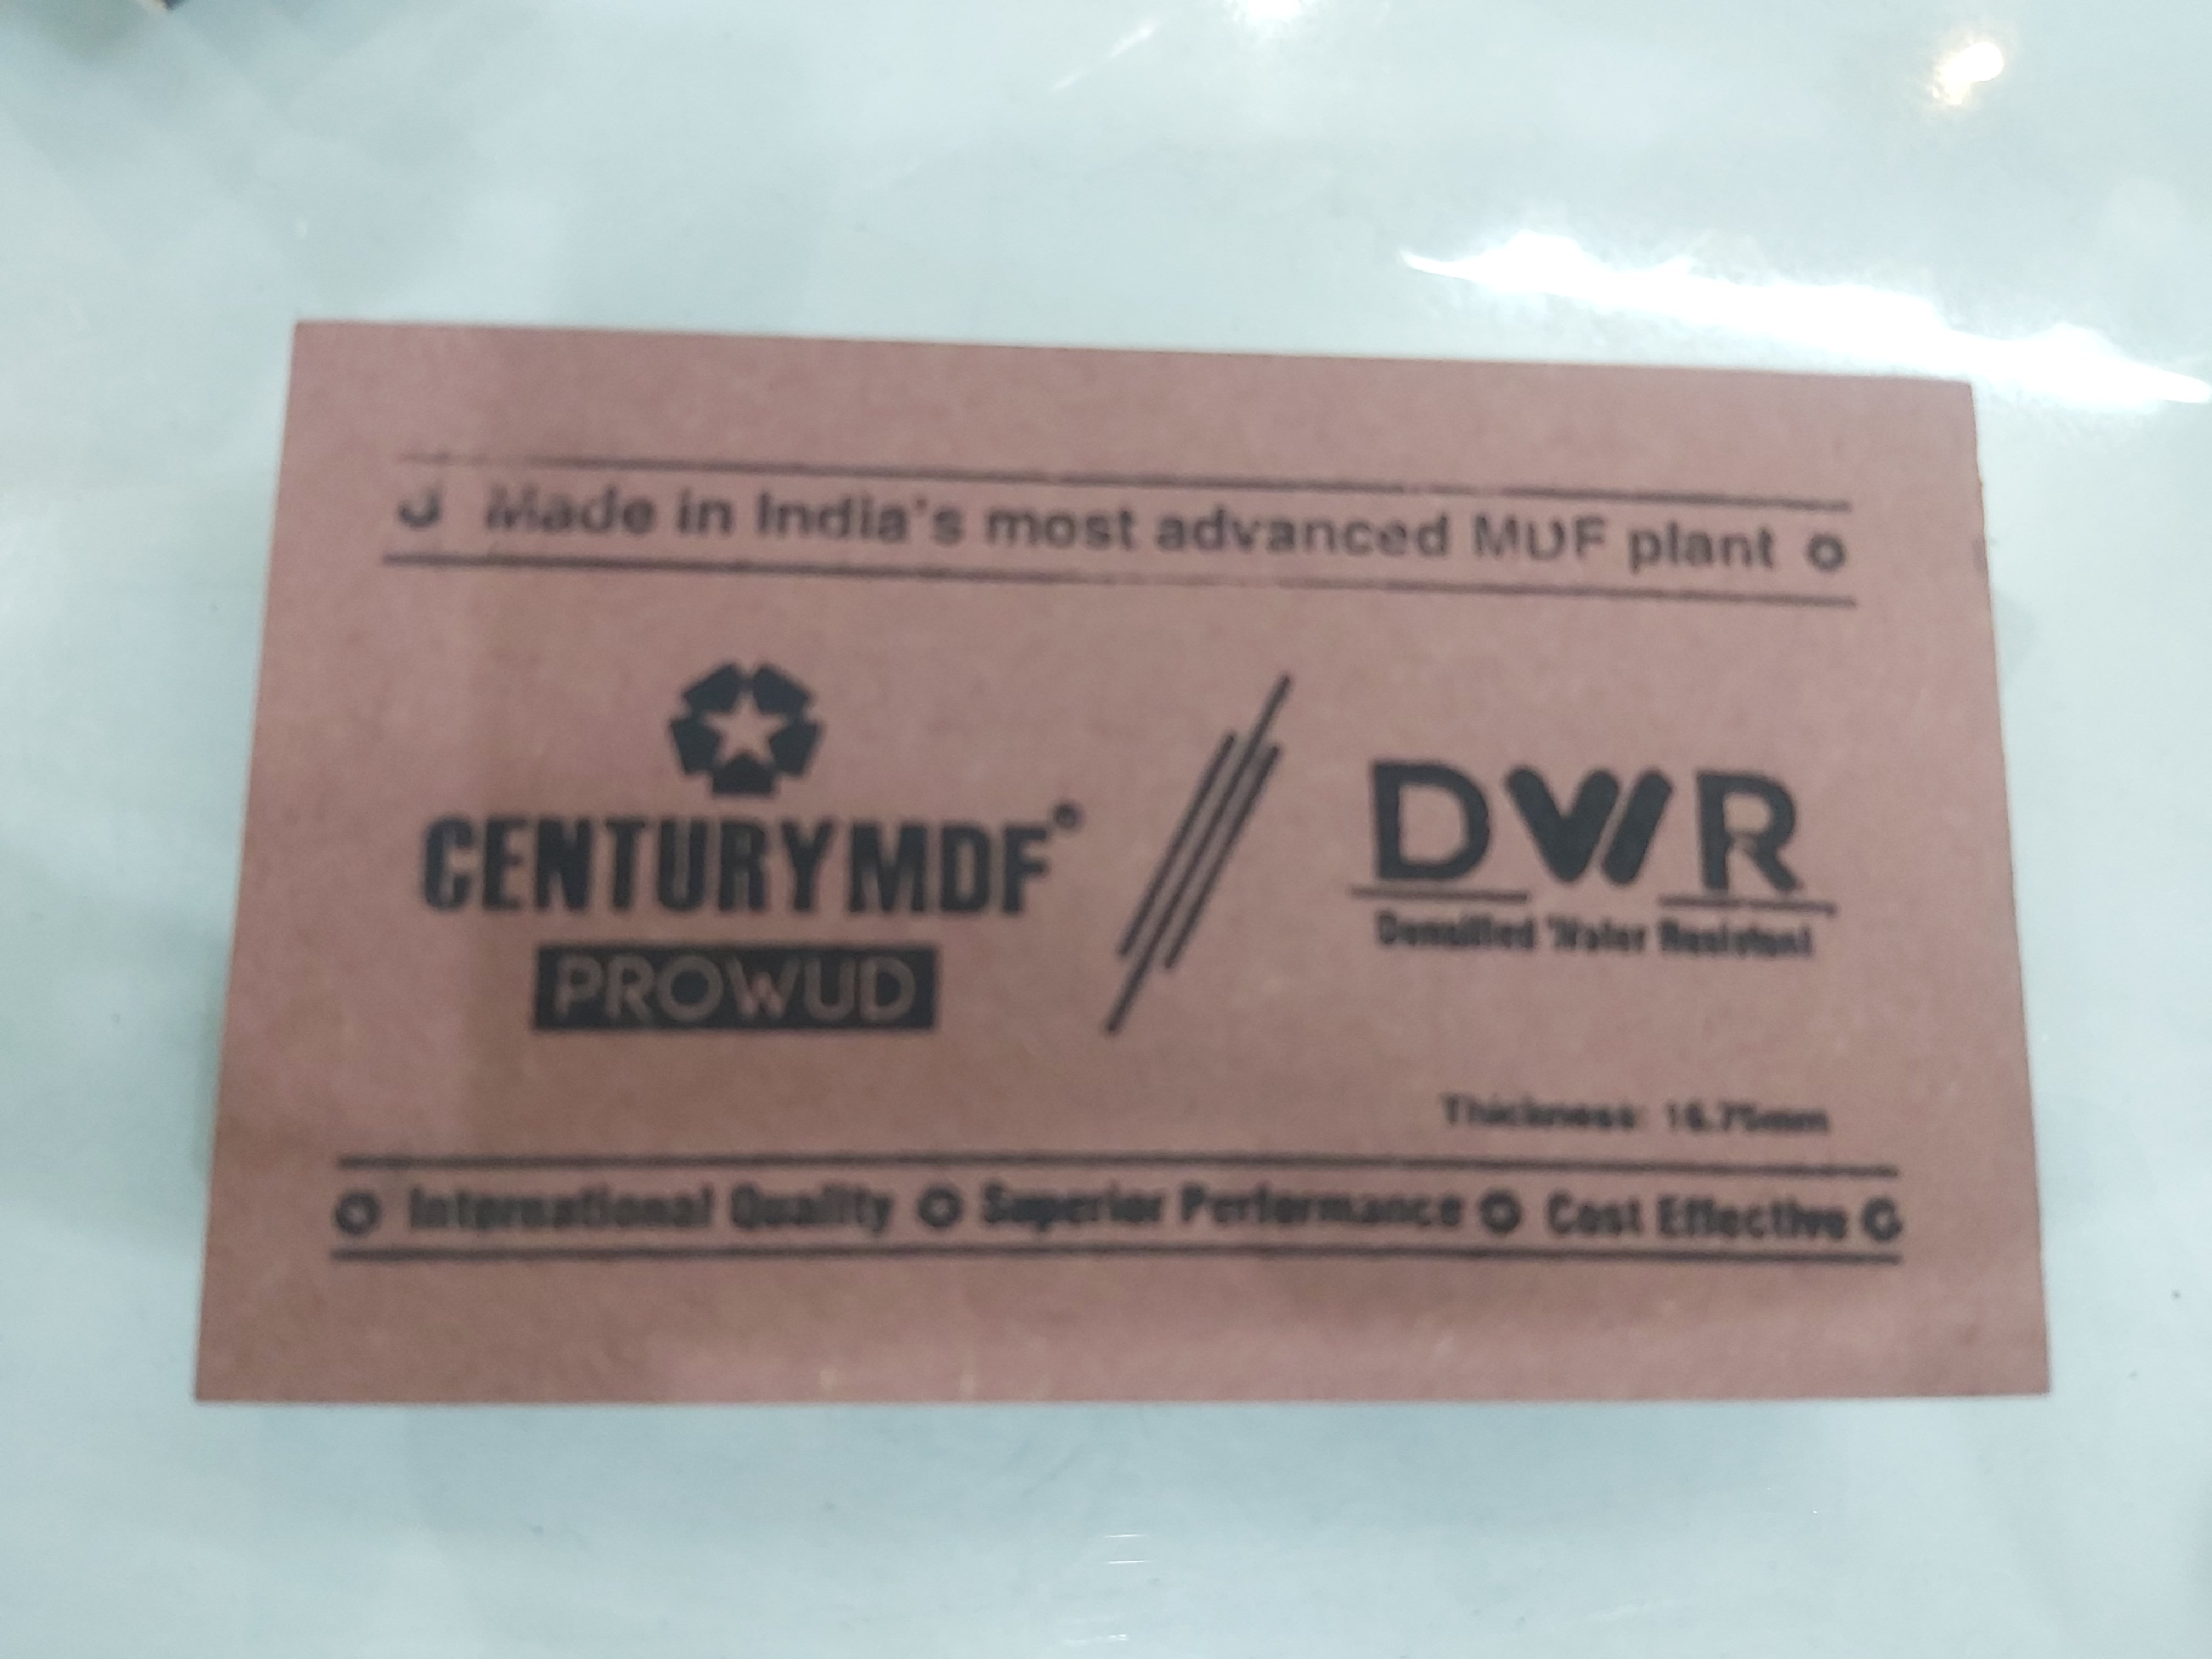 Made in India's most advanced MDF plant
CENTURYMDF®
PROWUD
DWR
Densified Water Resistant
Thickness: 16.75mm
International Quality Superior Performance Cost Effective